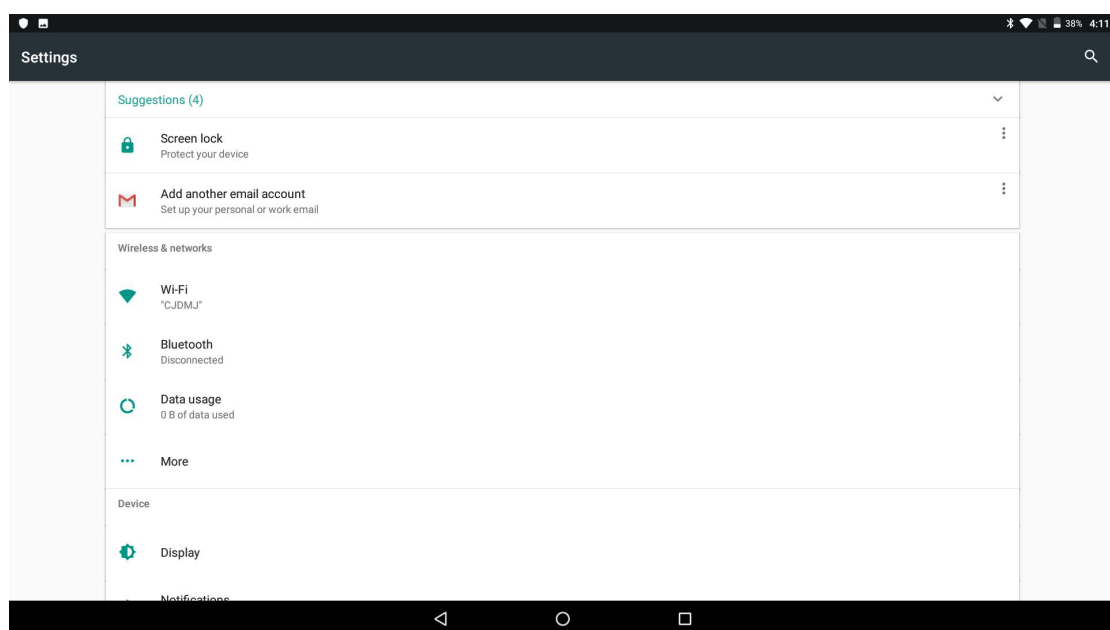 38% 4:11
Settings
Suggestions (4)
Screen lock
Protect your device
Add another email account
Set up your personal or work email
Wireless & networks
Wi-Fi
"CJDMJ"
Bluetooth
Disconnected
Data usage
0 B of data used
More
Device
Display
Notifications